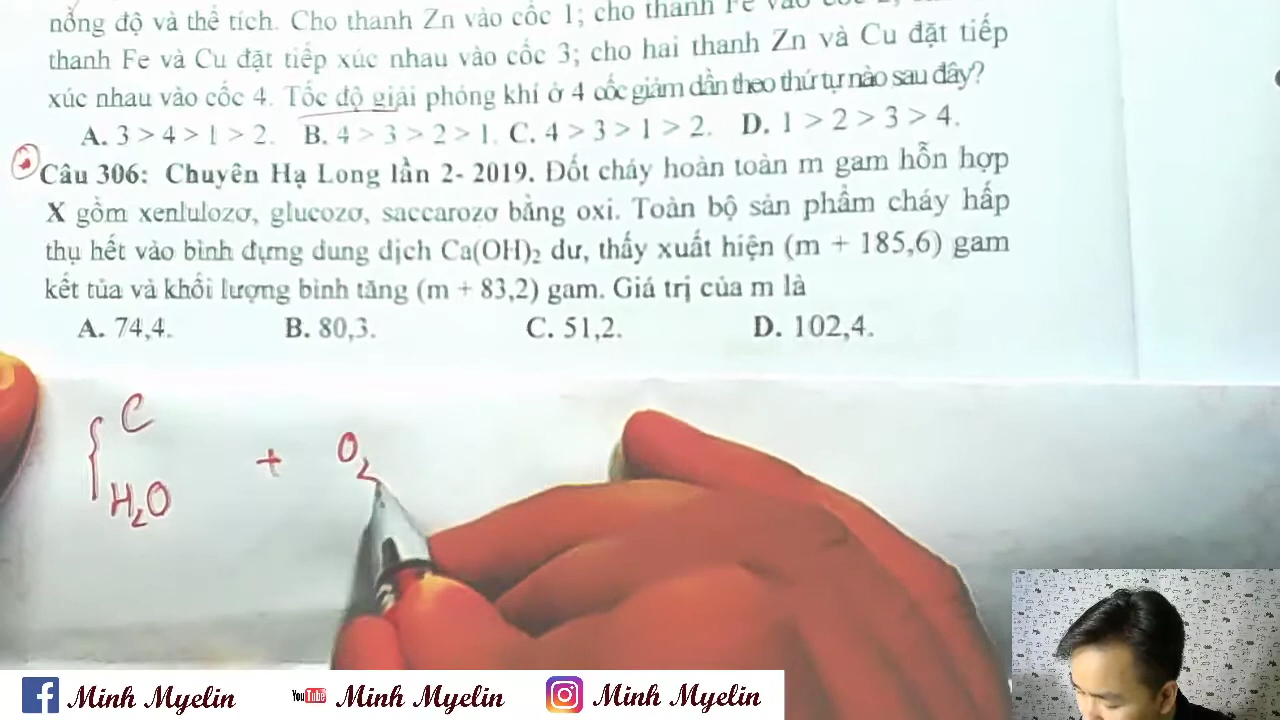 nồng độ và thể tích. Cho thanh Zn vào cốc 1; cho thanh Fe vào
thanh Fe và Cu đặt tiếp xúc nhau vào cốc 3; cho hai thanh Zn và Cu đặt tiếp
xúc nhau vào cốc 4. Tốc độ giải phóng khí ở 4 cốc giảm dần theo thứ tự nào sau đây?
A. 3 > 4 > 1 > 2. B. 4 > 3 > 2 > 1. C. 4 > 3 > 1 > 2. D. 1 > 2 > 3 > 4.
Câu 306: Chuyên Hạ Long lần 2- 2019. Đốt cháy hoàn toàn m gam hỗn hợp
X gồm xenlulozơ, glucozơ, saccarozơ bằng oxi. Toàn bộ sản phẩm cháy hấp
thụ hết vào bình đựng dung dịch Ca(OH)₂ dư, thấy xuất hiện (m + 185,6) gam
kết tủa và khối lượng bình tăng (m + 83,2) gam. Giá trị của m là
A. 74,4. B. 80,3. C. 51,2. D. 102,4.
C
+ O₂
H₂O
Minh Myelin YouTube Minh Myelin Minh Myelin